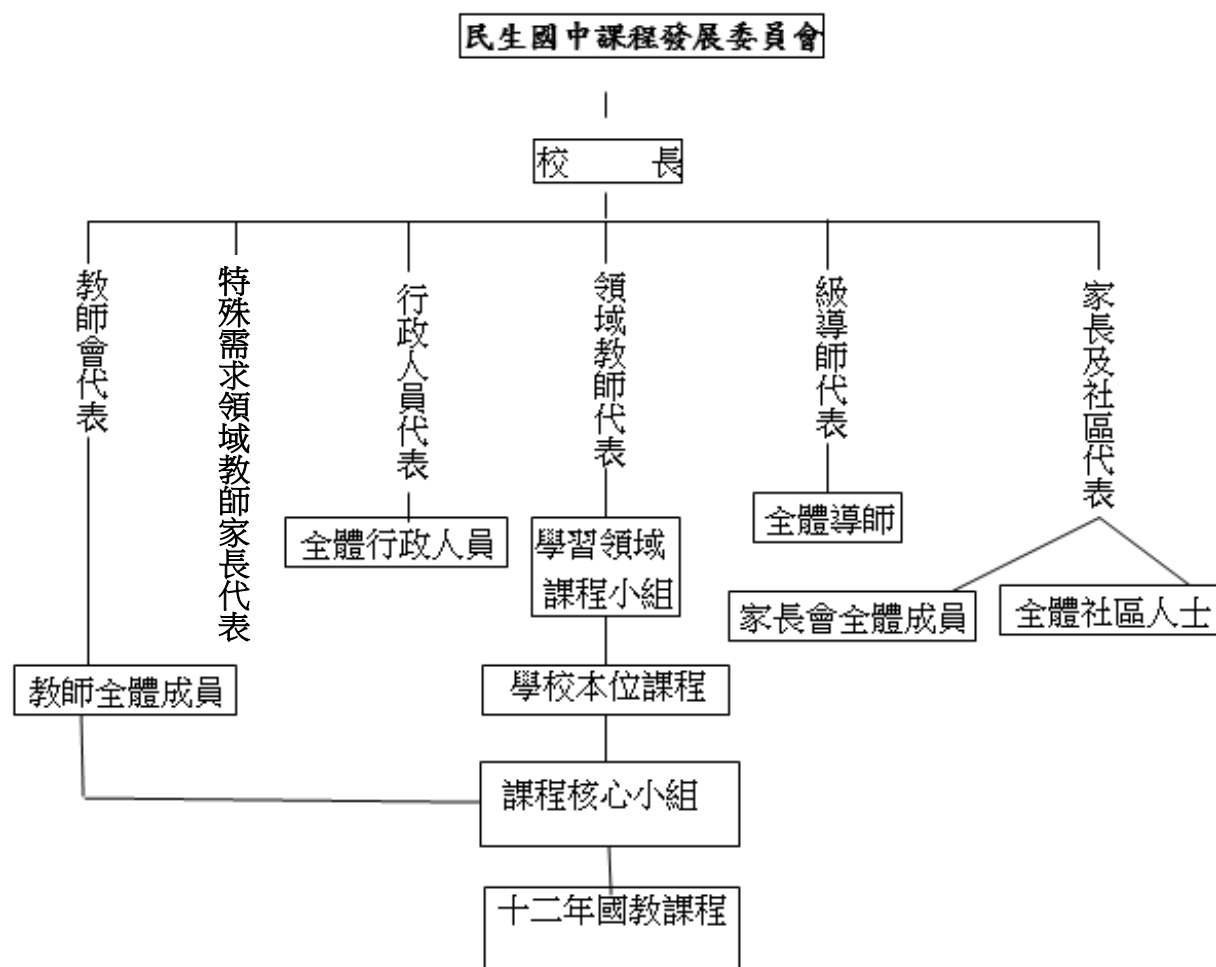 民生國中課程發展委員會
校 長
教師會代表
特殊需求領域教師家長代表
行政人員代表
領域教師代表
級導師代表
家長及社區代表
全體行政人員
學習領域
課程小組
全體導師
家長會全體成員
全體社區人士
教師全體成員
學校本位課程
課程核心小組
十二年國教課程